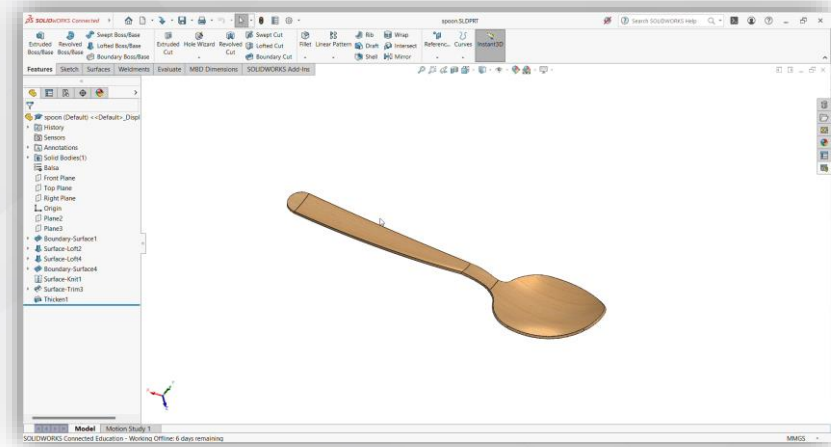 SOLIDWORKS Connected
spoon.SLDPRT
Search SOLIDWORKS Help
Extruded Boss/Base
Revolved Boss/Base
Swept Boss/Base
Lofted Boss/Base
Boundary Boss/Base
Extruded Cut
Hole Wizard
Revolved Cut
Swept Cut
Lofted Cut
Boundary Cut
Fillet
Linear Pattern
Rib
Draft
Shell
Wrap
Intersect
Mirror
Referenc...
Curves
Instant3D
Features Sketch Surfaces Weldments Evaluate MBD Dimensions SOLIDWORKS Add-Ins
spoon (Default) <<Default>_Displ
History
Sensors
Annotations
Solid Bodies(1)
Balsa
Front Plane
Top Plane
Right Plane
Origin
Plane2
Plane3
Boundary-Surface1
Surface-Loft2
Surface-Loft4
Boundary-Surface4
Surface-Knit1
Surface-Trim3
Thicken1
Model Motion Study 1
SOLIDWORKS Connected Education - Working Offline: 6 days remaining
MMGS